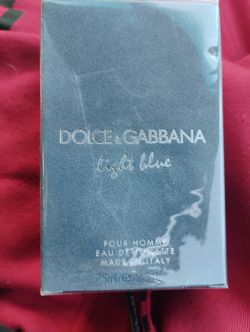 DOLCE & GABBANA
light blue
POUR HOMME
EAU DE TOILETTE
MADE IN ITALY
75ml e